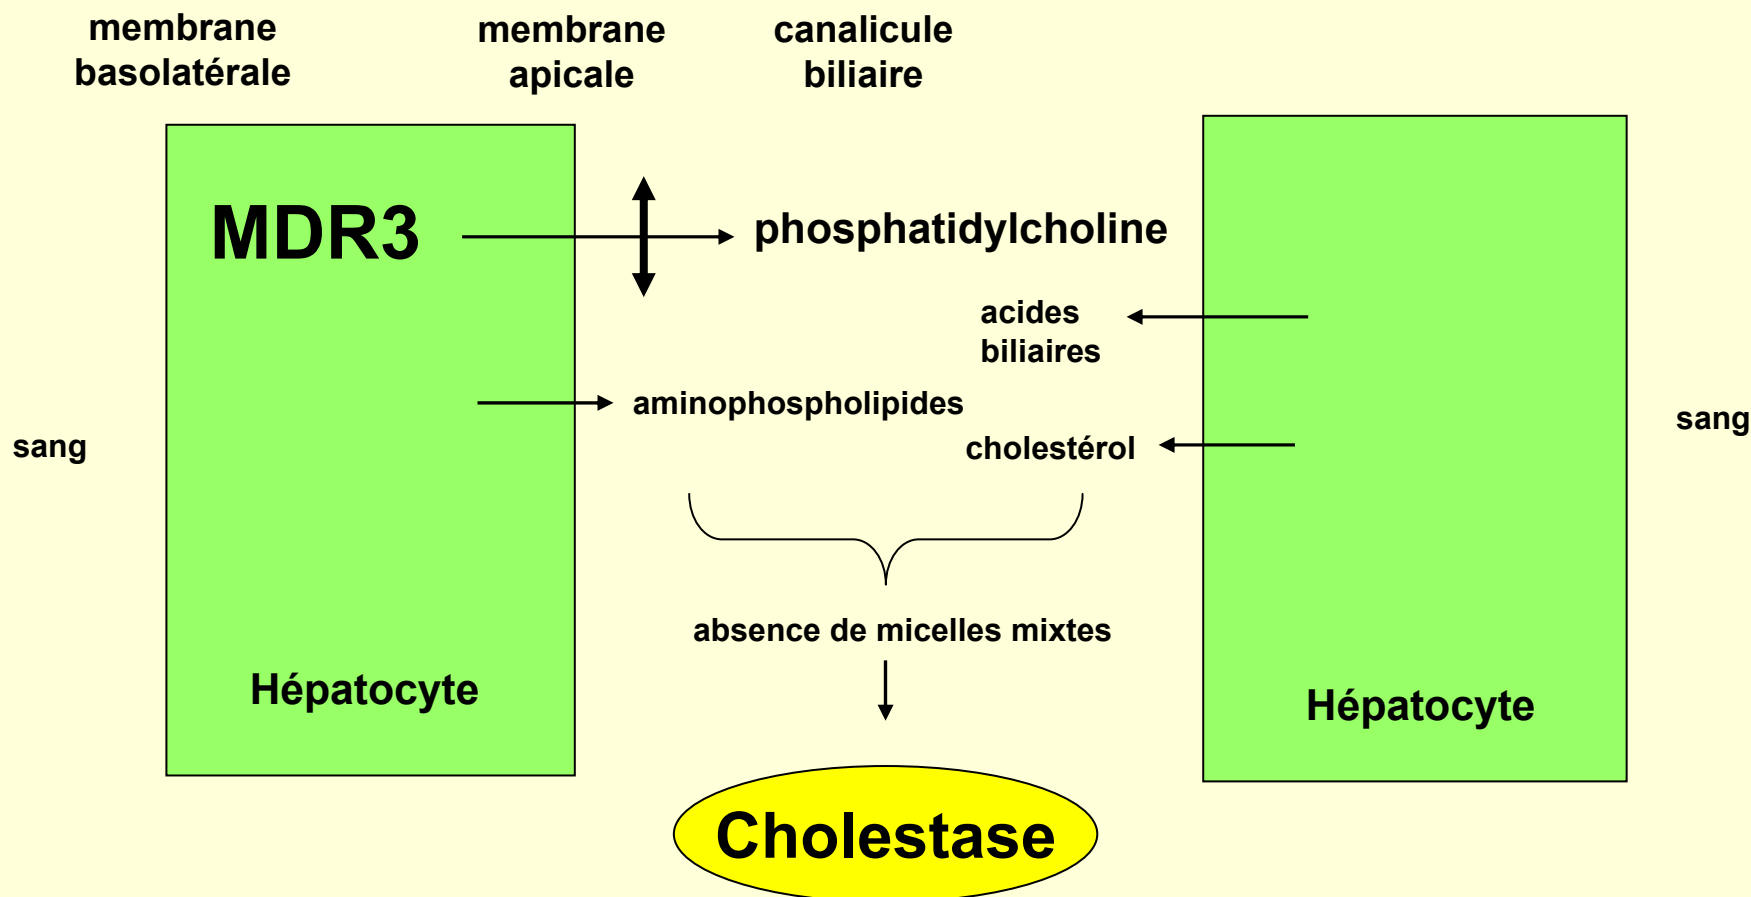 membrane
basolatérale
membrane
apicale
canalicule
biliaire
MDR3
phosphatidylcholine
acides
biliaires
aminophospholipides
sang
cholestérol
sang
absence de micelles mixtes
Hépatocyte
Hépatocyte
Cholestase